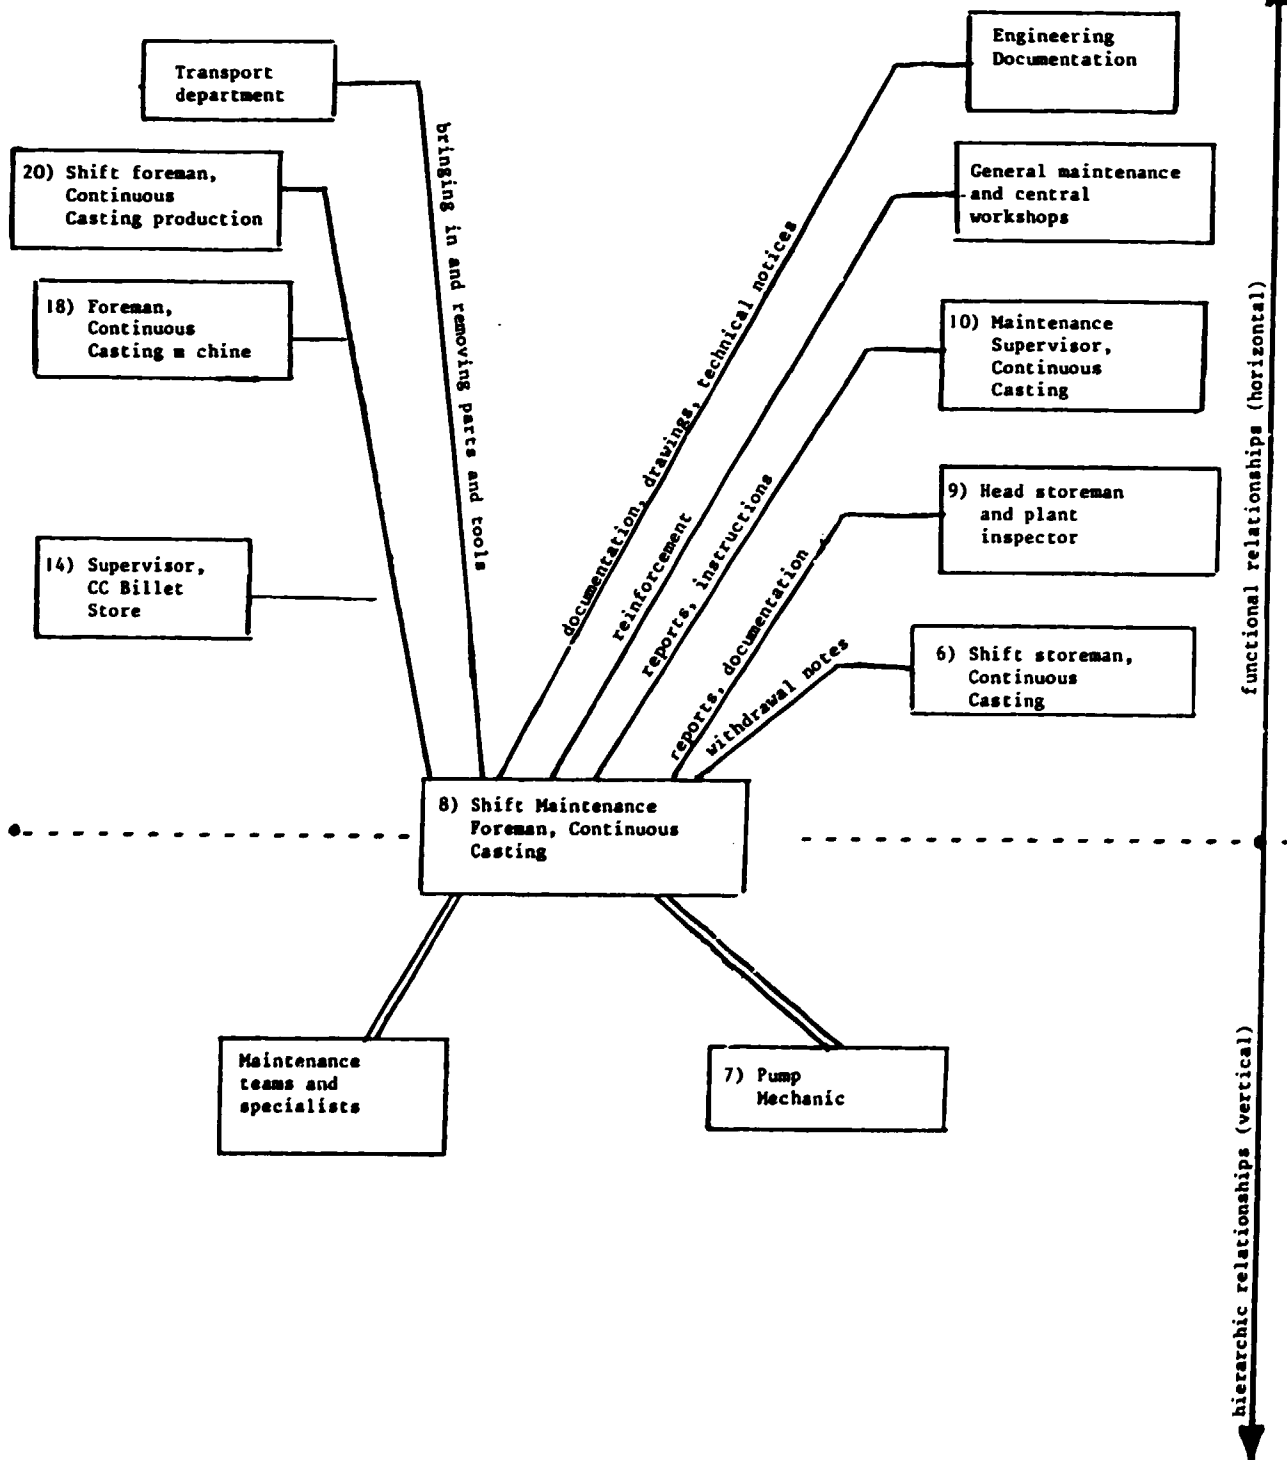 Transport
department
20) Shift foreman,
Continuous
Casting production
18) Foreman,
Continuous
Casting m chine
14) Supervisor,
CC Billet
Store
bringing in and removing parts and tools
documentation, drawings, technical notices
reinforcement
reports, instructions
reports, documentation
withdrawal notes
Engineering
Documentation
General maintenance
and central
workshops
10) Maintenance
Supervisor,
Continuous
Casting
9) Head storeman
and plant
inspector
6) Shift storeman,
Continuous
Casting
functional relationships (horizontal)
8) Shift Maintenance
Foreman, Continuous
Casting
Maintenance
teams and
specialists
7) Pump
Mechanic
hierarchic relationships (vertical)